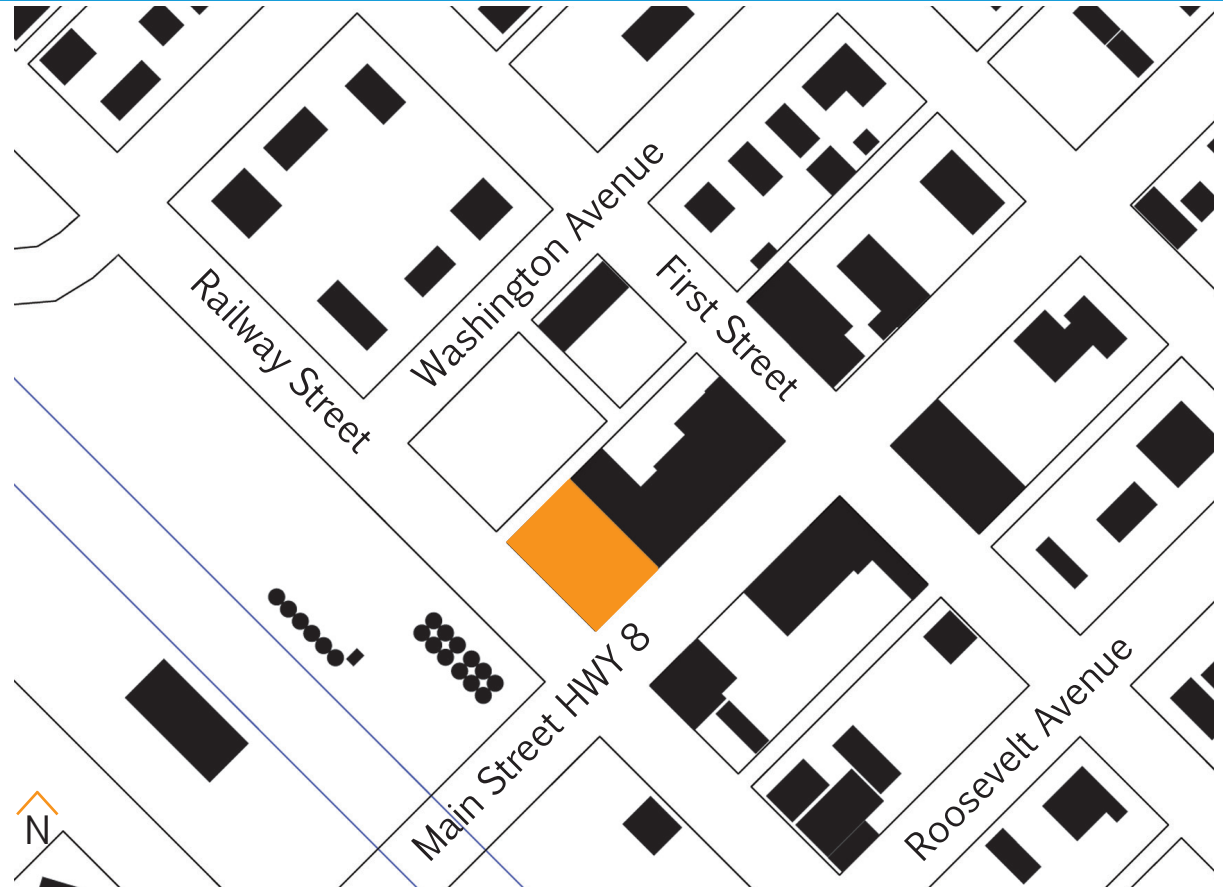 Washington Avenue
First Street
Railway Street
Main Street HWY 8
Roosevelt Avenue
N